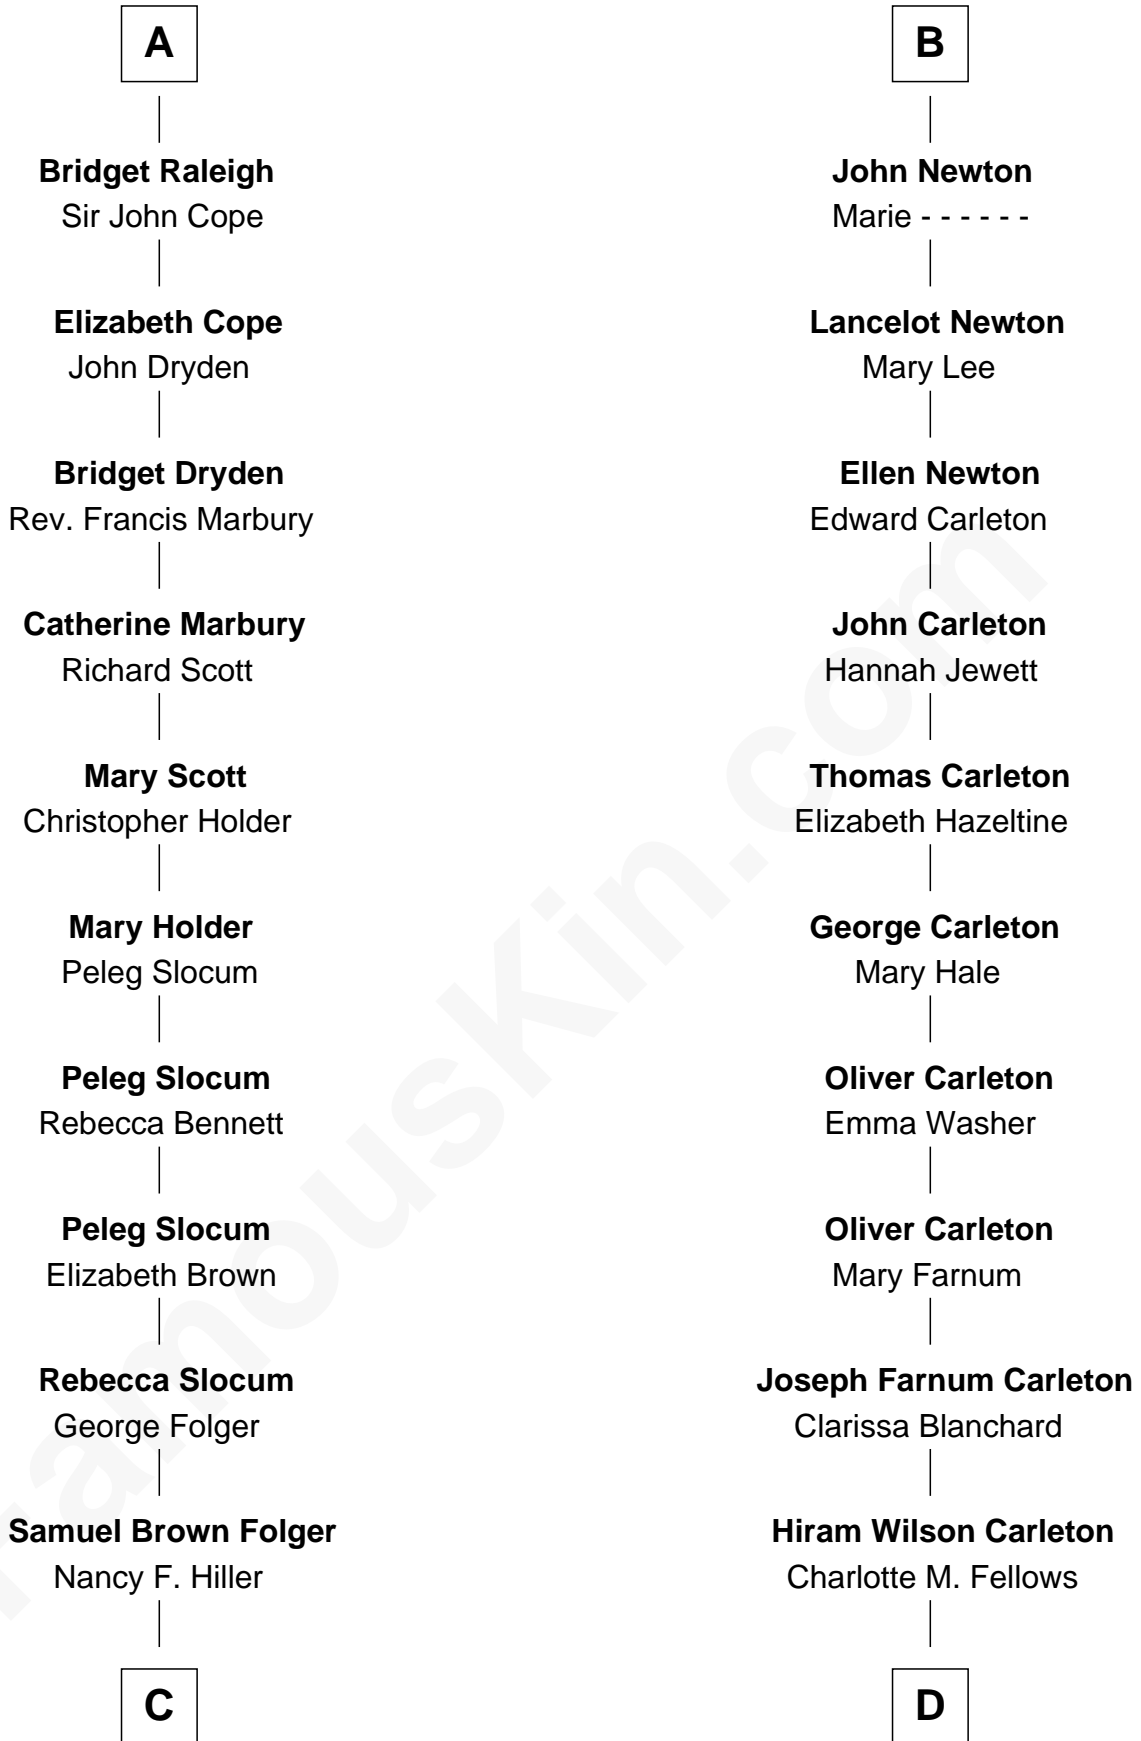 A
Bridget Raleigh
Sir John Cope
Elizabeth Cope
John Dryden
Bridget Dryden
Rev. Francis Marbury
Catherine Marbury
Richard Scott
Mary Scott
Christopher Holder
Mary Holder
Peleg Slocum
Peleg Slocum
Rebecca Bennett
Peleg Slocum
Elizabeth Brown
Rebecca Slocum
George Folger
Samuel Brown Folger
Nancy F. Hiller
C
B
John Newton
Marie - - - - - -
Lancelot Newton
Mary Lee
Ellen Newton
Edward Carleton
John Carleton
Hannah Jewett
Thomas Carleton
Elizabeth Hazeltine
George Carleton
Mary Hale
Oliver Carleton
Emma Washer
Oliver Carleton
Mary Farnum
Joseph Farnum Carleton
Clarissa Blanchard
Hiram Wilson Carleton
Charlotte M. Fellows
D
FamousKin.com